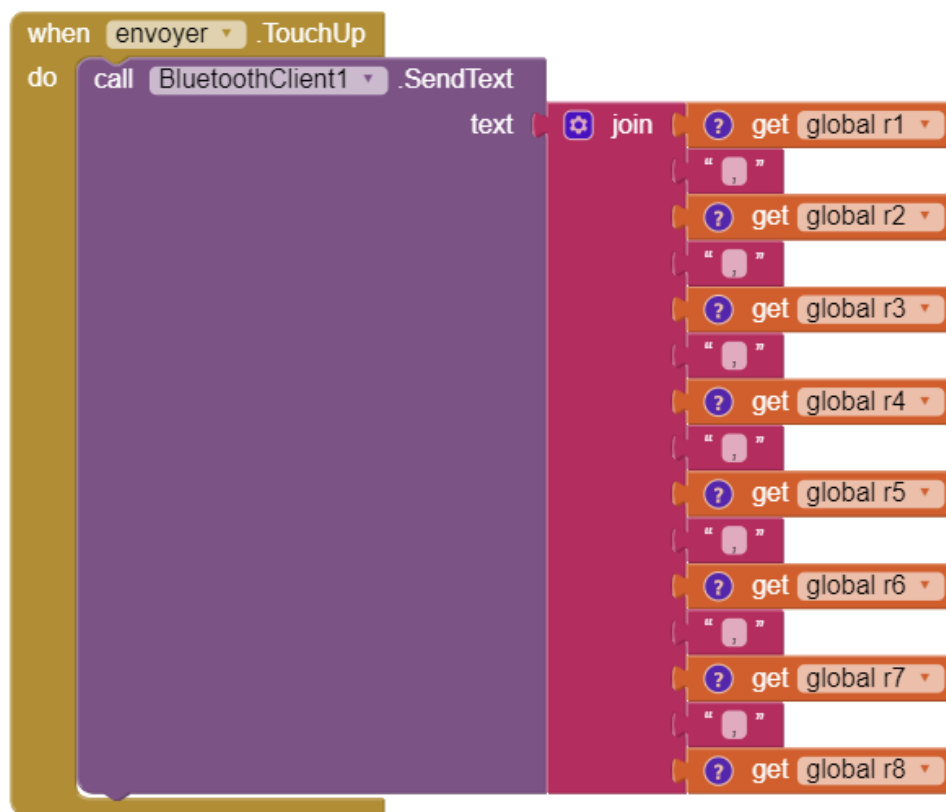 when envoyer ▾ .TouchUp
do call BluetoothClient1 ▾ .SendText
text join ? get global r1 ▾
“ , ”
? get global r2 ▾
“ , ”
? get global r3 ▾
“ , ”
? get global r4 ▾
“ , ”
? get global r5 ▾
“ , ”
? get global r6 ▾
“ , ”
? get global r7 ▾
“ , ”
? get global r8 ▾